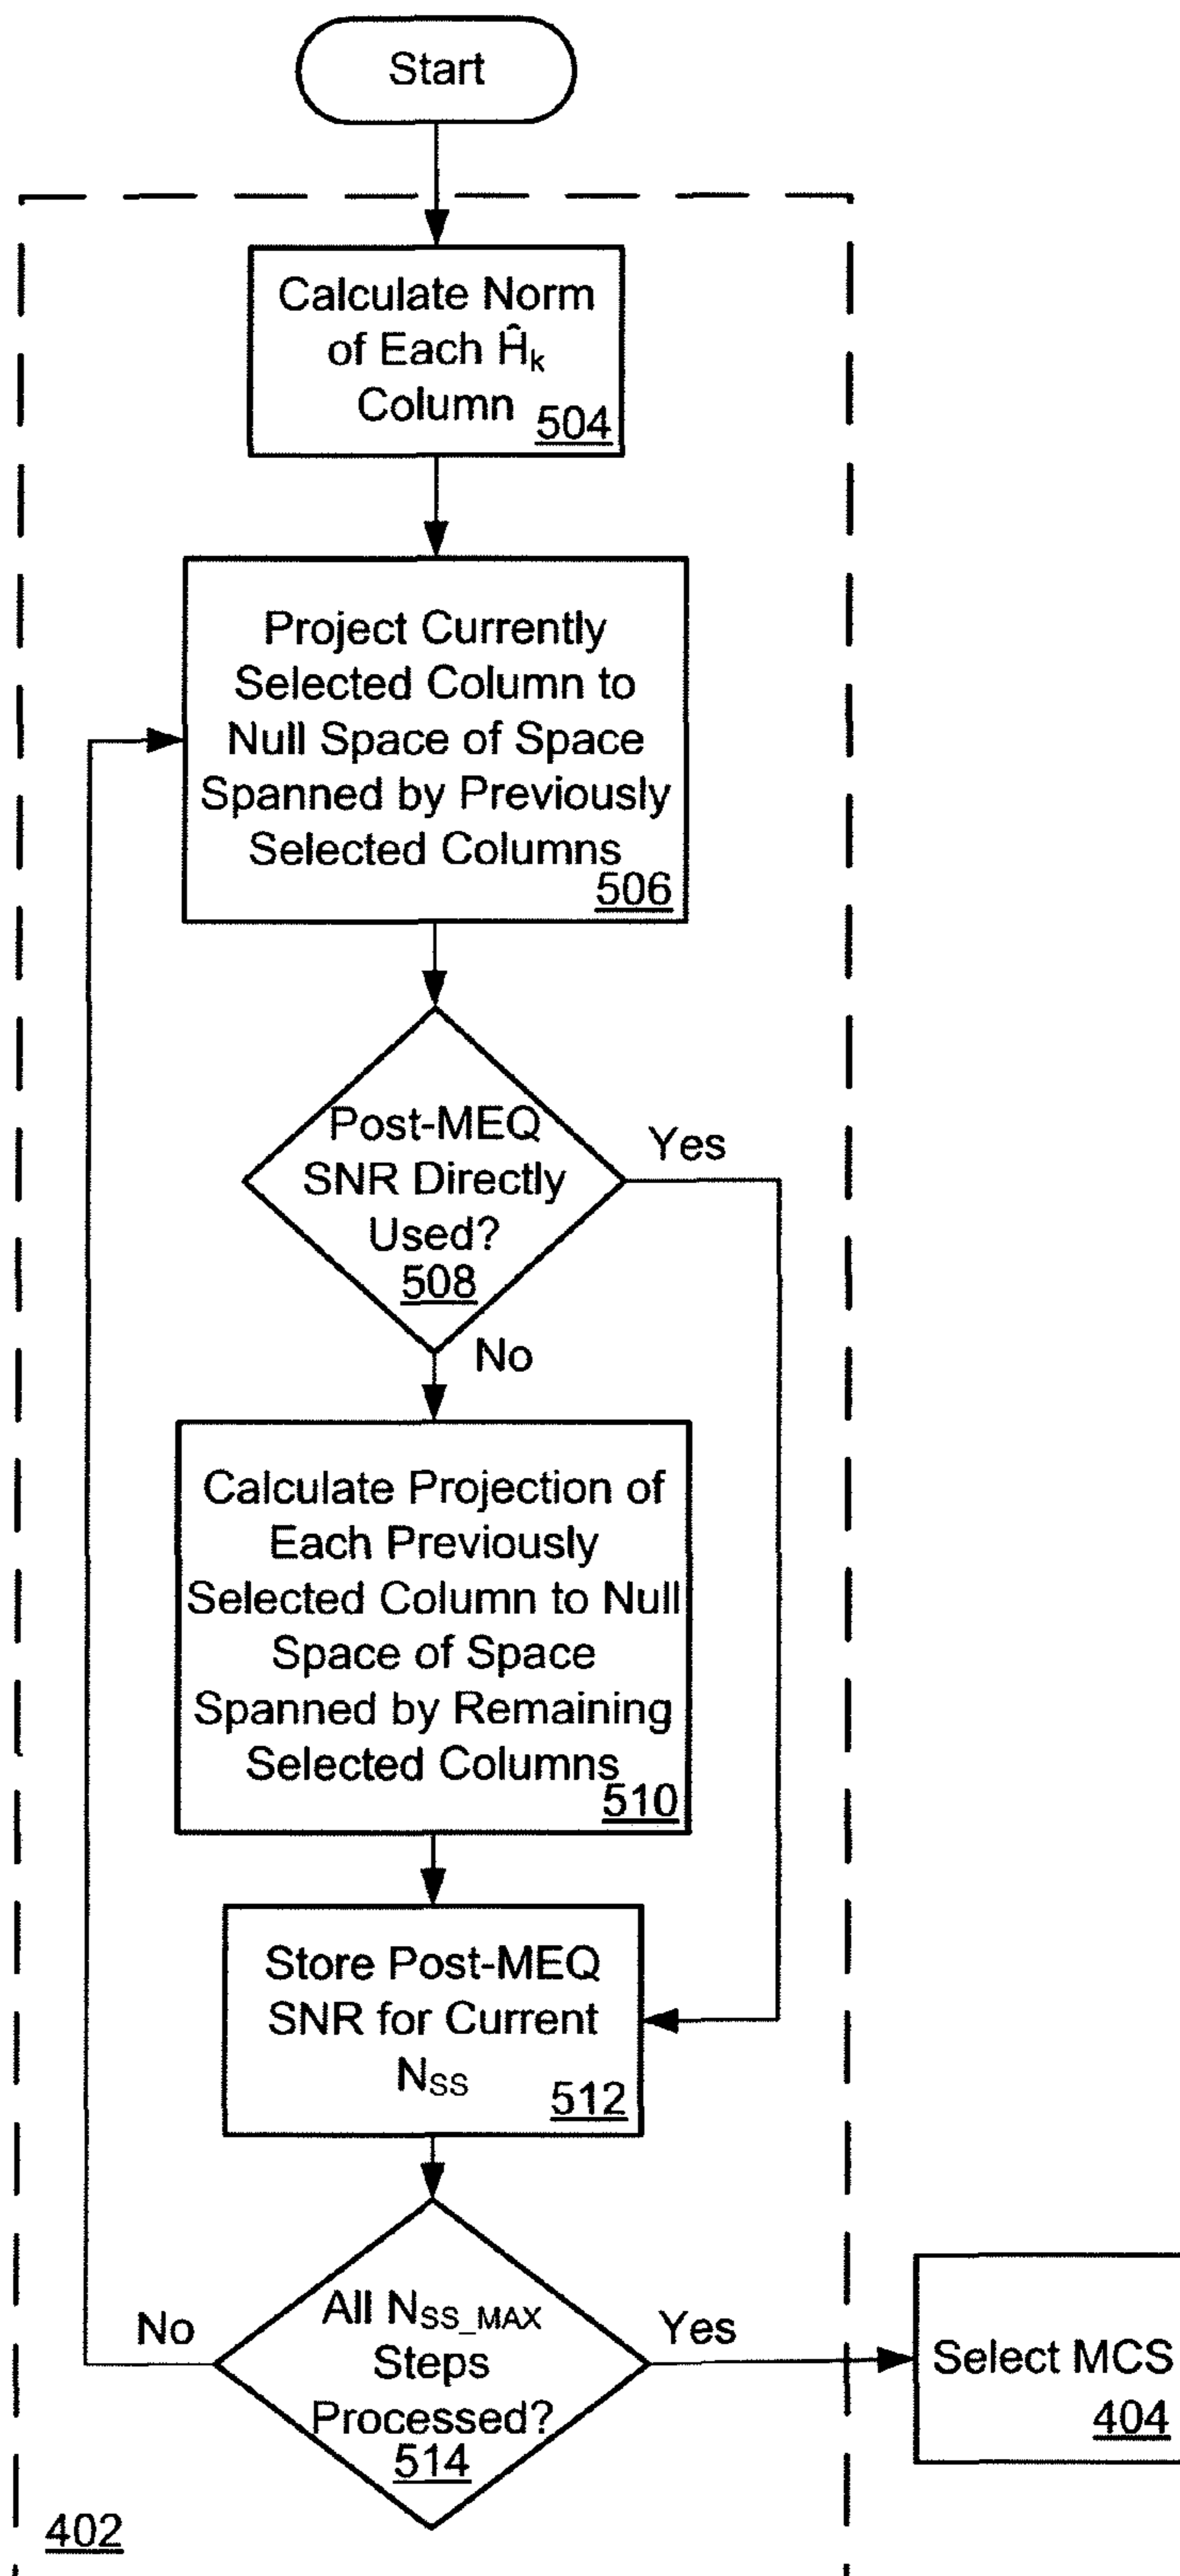 Start
Calculate Norm
of Each Ĥk
Column
504
Project Currently
Selected Column to
Null Space of Space
Spanned by Previously
Selected Columns
506
Post-MEQ
SNR Directly
Used?
508
Yes
No
Calculate Projection of
Each Previously
Selected Column to Null
Space of Space
Spanned by Remaining
Selected Columns
510
Store Post-MEQ
SNR for Current
NSS
512
All NSS_MAX
Steps
Processed?
514
No
Yes
Select MCS
404
402